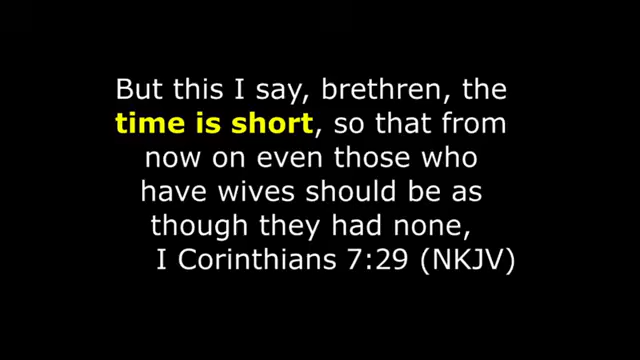 But this I say, brethren, the
time is short, so that from
now on even those who
have wives should be as
though they had none,
I Corinthians 7:29 (NKJV)